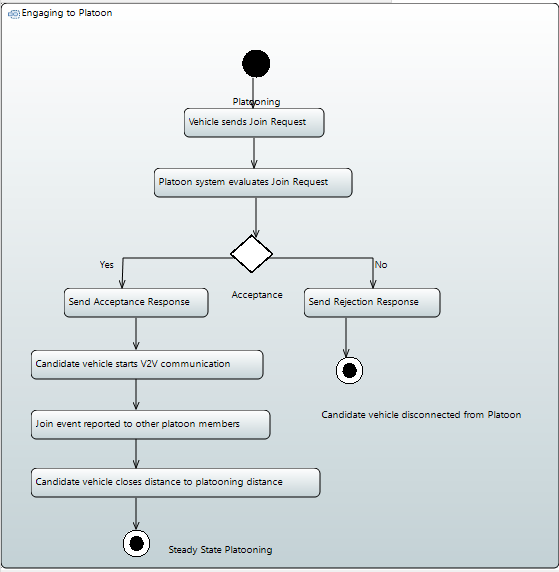 Engaging to Platoon
Platooning
Vehicle sends Join Request
Platoon system evaluates Join Request
Yes
No
Acceptance
Send Acceptance Response
Send Rejection Response
Candidate vehicle starts V2V communication
Candidate vehicle disconnected from Platoon
Join event reported to other platoon members
Candidate vehicle closes distance to platooning distance
Steady State Platooning